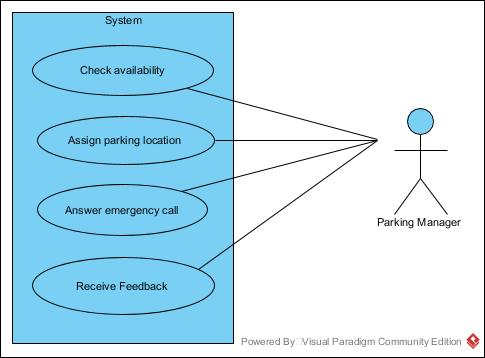 System
Check availability
Assign parking location
Answer emergency call
Receive Feedback
Parking Manager
Powered By Visual Paradigm Community Edition